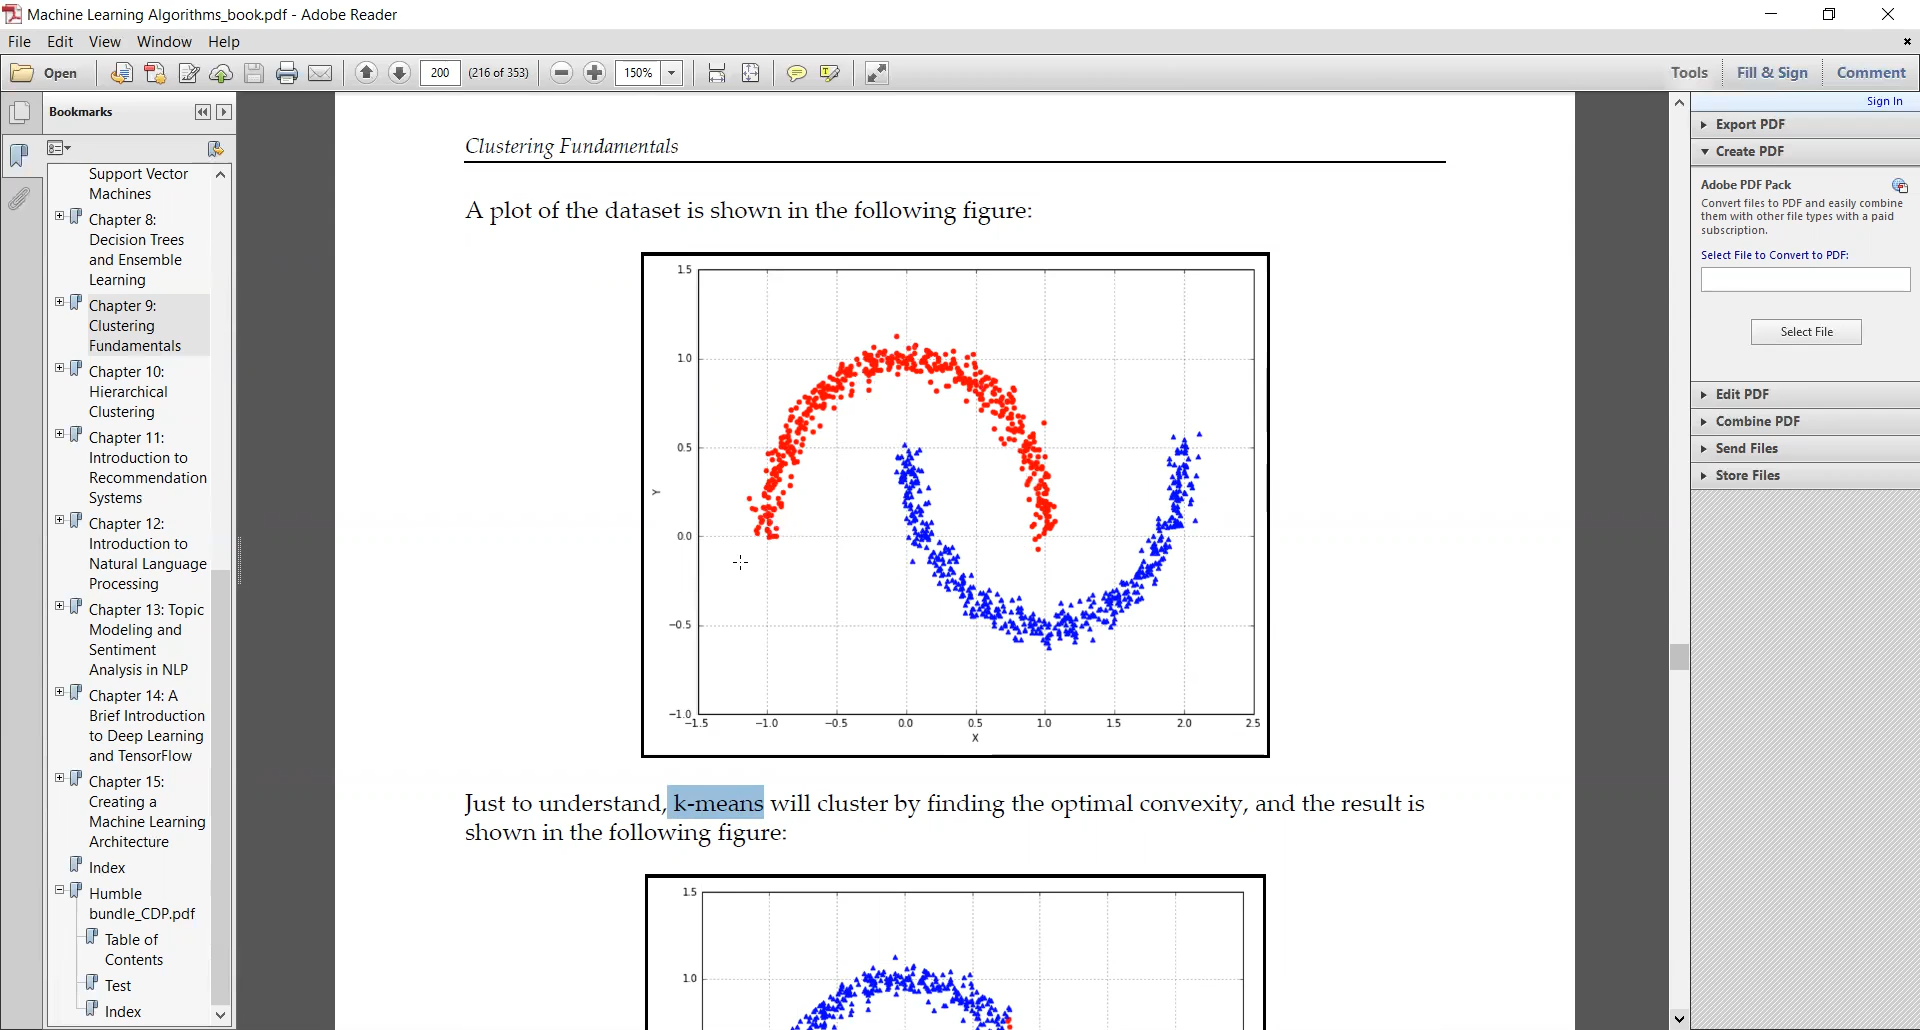 Machine Learning Algorithms_book.pdf - Adobe Reader
File Edit View Window Help
Open 200 (216 of 353) 150% Tools Fill & Sign Comment
Bookmarks
Support Vector
Machines
Chapter 8:
Decision Trees
and Ensemble
Learning
Chapter 9:
Clustering
Fundamentals
Chapter 10:
Hierarchical
Clustering
Chapter 11:
Introduction to
Recommendation
Systems
Chapter 12:
Introduction to
Natural Language
Processing
Chapter 13: Topic
Modeling and
Sentiment
Analysis in NLP
Chapter 14: A
Brief Introduction
to Deep Learning
and TensorFlow
Chapter 15:
Creating a
Machine Learning
Architecture
Index
Humble
bundle_CDP.pdf
Table of
Contents
Test
Index
Clustering Fundamentals
A plot of the dataset is shown in the following figure:
1.5
1.0
0.5
0.0
−0.5
−1.0
Y
−1.5 −1.0 −0.5 0.0 0.5 1.0 1.5 2.0 2.5
X
Just to understand, k-means will cluster by finding the optimal convexity, and the result is
shown in the following figure:
1.5
1.0
Sign In
Export PDF
Create PDF
Adobe PDF Pack
Convert files to PDF and easily combine
them with other file types with a paid
subscription.
Select File to Convert to PDF:
Select File
Edit PDF
Combine PDF
Send Files
Store Files